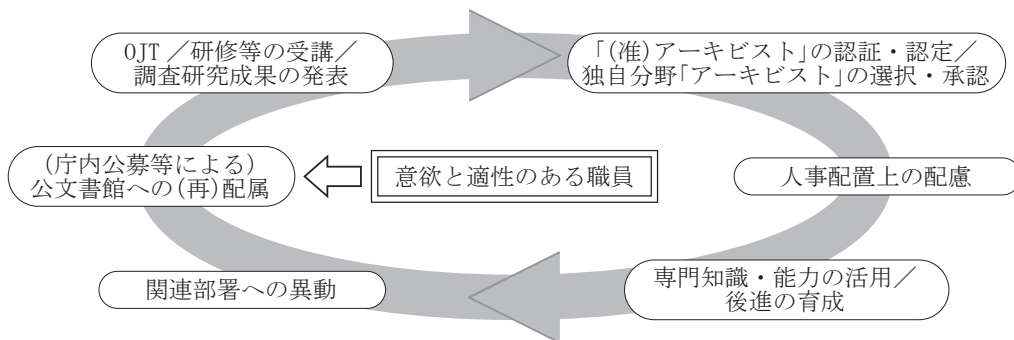 OJT／研修等の受講／
調査研究成果の発表
「(准)アーキビスト」の認証・認定／
独自分野「アーキビスト」の選択・承認
(庁内公募等による)
公文書館への(再)配属
意欲と適性のある職員
人事配置上の配慮
関連部署への異動
専門知識・能力の活用／
後進の育成